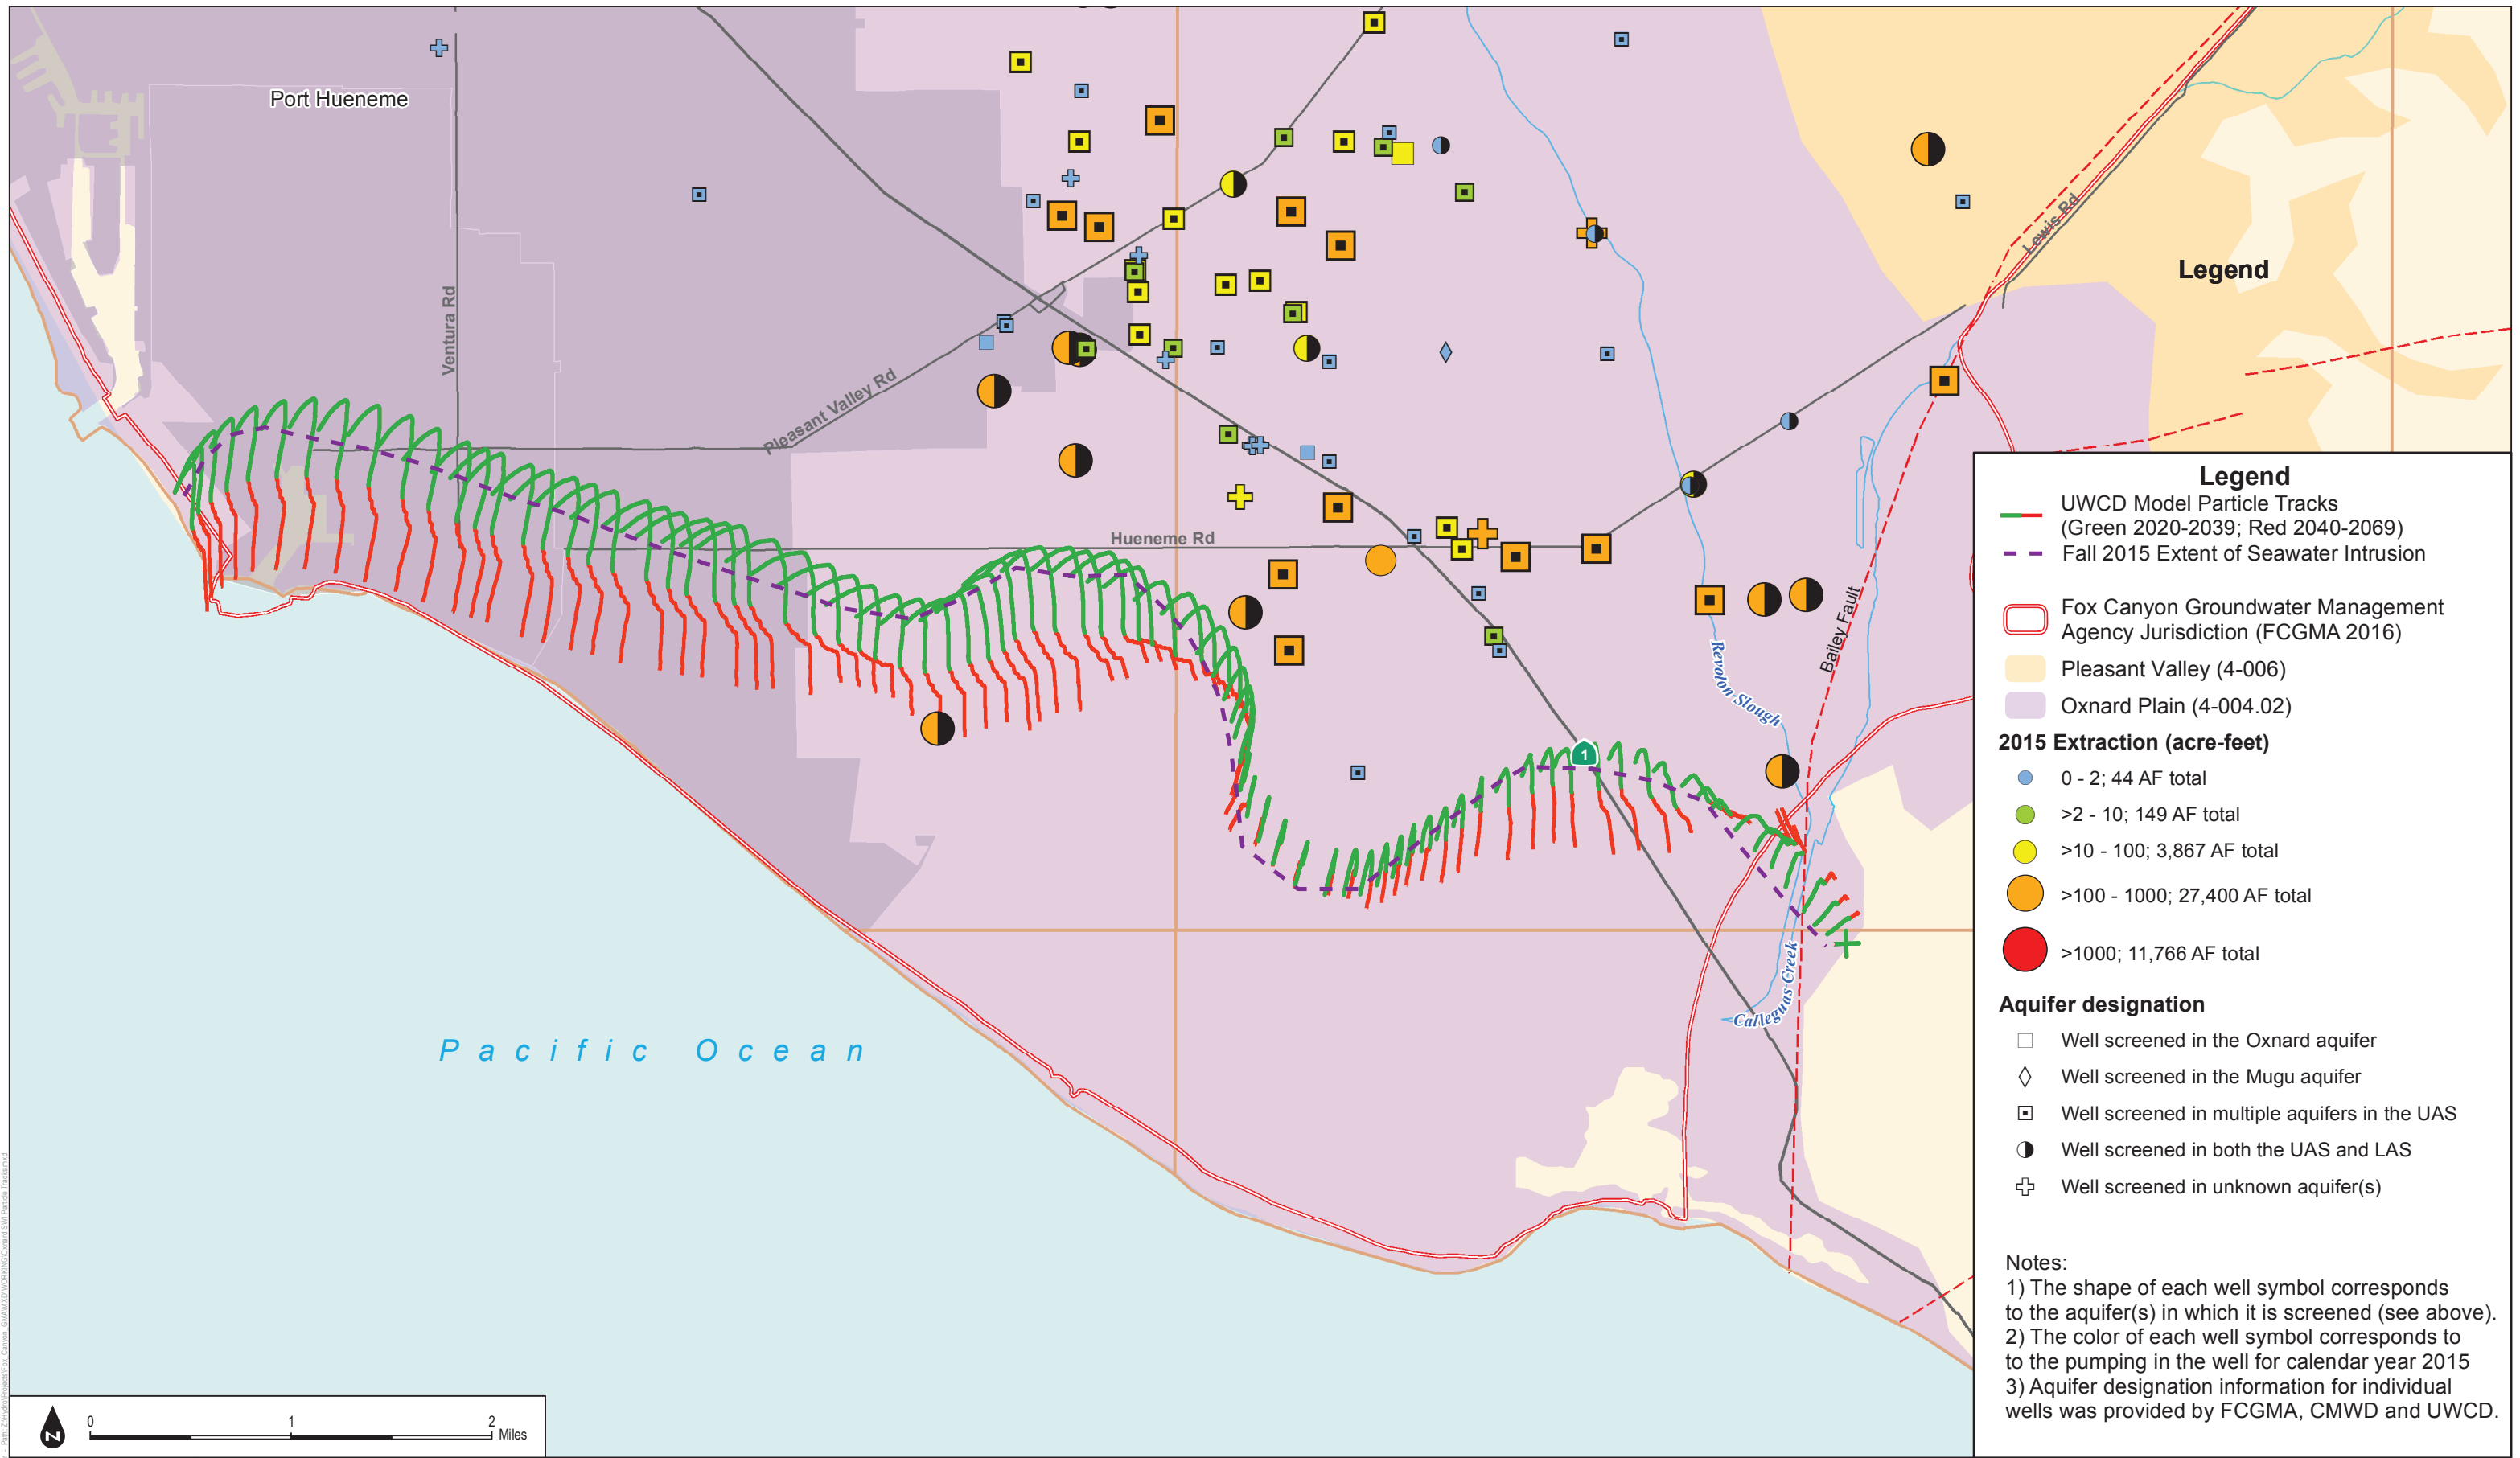 Port Hueneme
Ventura Rd
Pleasant Valley Rd
Hueneme Rd
Lewis Rd
Bailey Fault
Revolon Slough
Calleguas Creek
1
Pacific Ocean
Legend
Legend
UWCD Model Particle Tracks
(Green 2020-2039; Red 2040-2069)
Fall 2015 Extent of Seawater Intrusion
Fox Canyon Groundwater Management
Agency Jurisdiction (FCGMA 2016)
Pleasant Valley (4-006)
Oxnard Plain (4-004.02)
2015 Extraction (acre-feet)
0 - 2; 44 AF total
>2 - 10; 149 AF total
>10 - 100; 3,867 AF total
>100 - 1000; 27,400 AF total
>1000; 11,766 AF total
Aquifer designation
Well screened in the Oxnard aquifer
Well screened in the Mugu aquifer
Well screened in multiple aquifers in the UAS
Well screened in both the UAS and LAS
Well screened in unknown aquifer(s)
Notes:
1) The shape of each well symbol corresponds
to the aquifer(s) in which it is screened (see above).
2) The color of each well symbol corresponds to
to the pumping in the well for calendar year 2015
3) Aquifer designation information for individual
wells was provided by FCGMA, CMWD and UWCD.
N
0 1 2
Miles